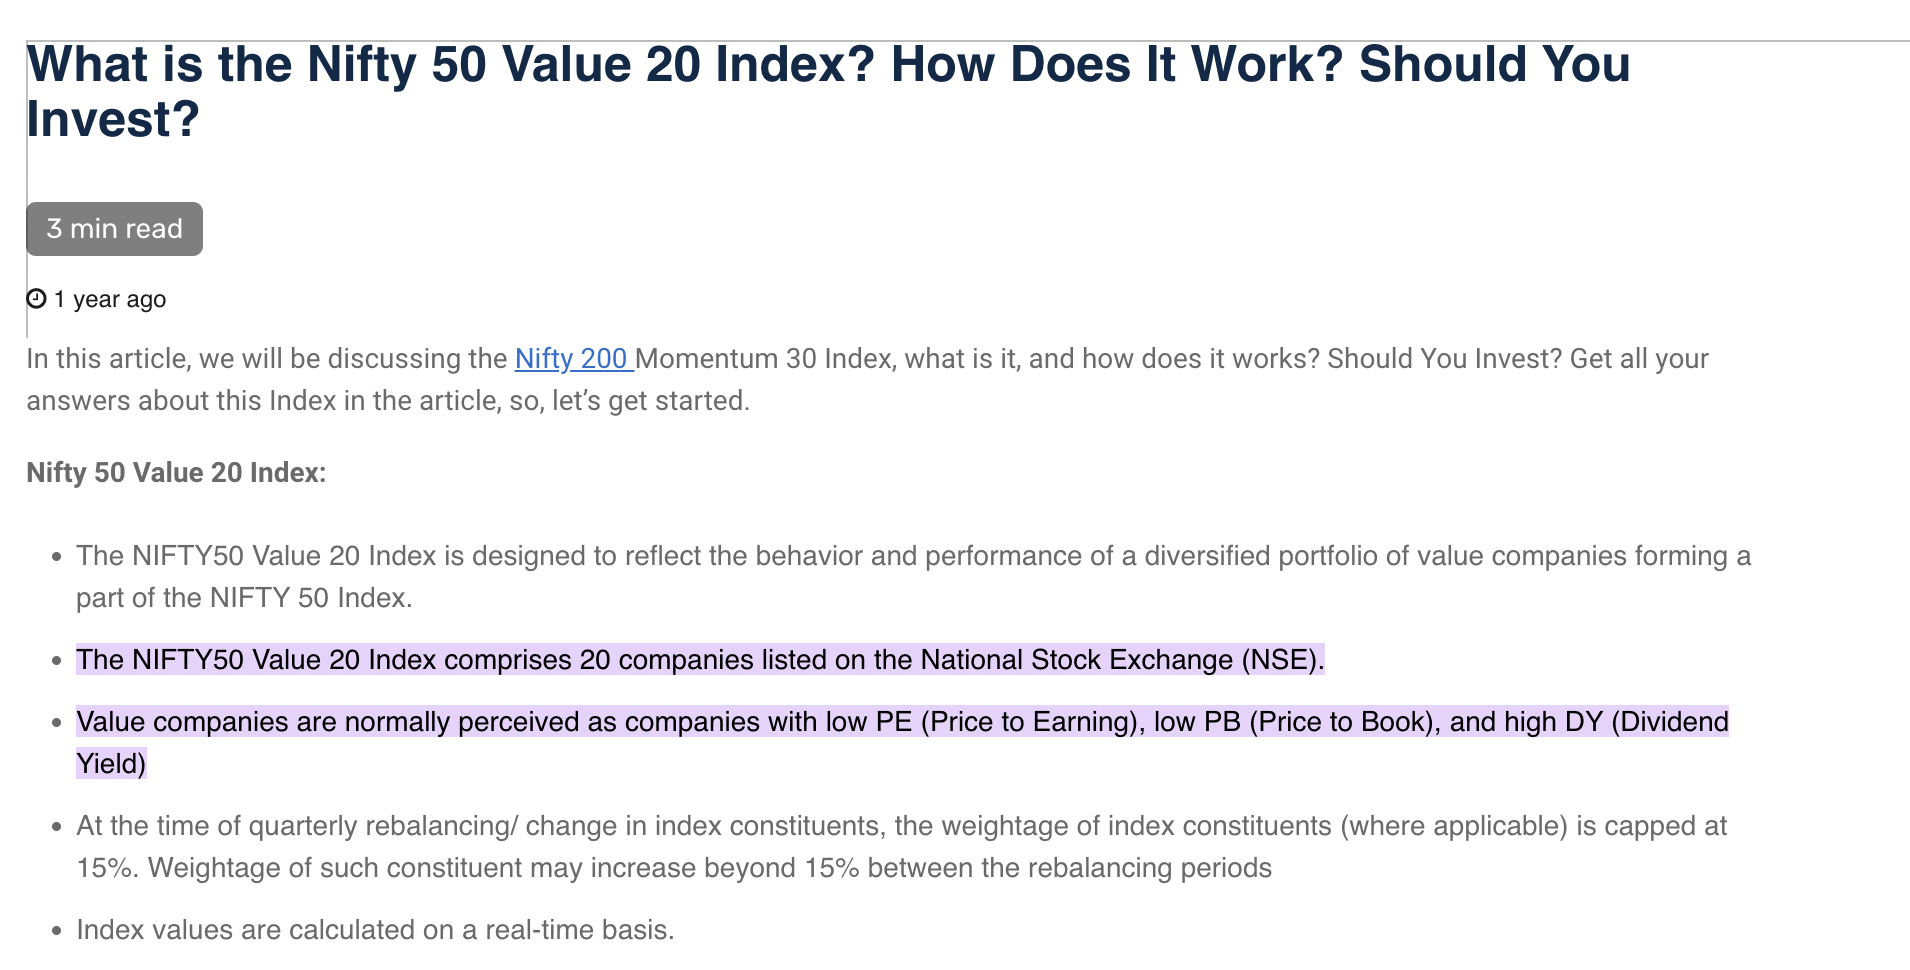 What is the Nifty 50 Value 20 Index? How Does It Work? Should You
Invest?
3 min read
1 year ago
In this article, we will be discussing the Nifty 200 Momentum 30 Index, what is it, and how does it works? Should You Invest? Get all your
answers about this Index in the article, so, let’s get started.
Nifty 50 Value 20 Index:
• The NIFTY50 Value 20 Index is designed to reflect the behavior and performance of a diversified portfolio of value companies forming a
part of the NIFTY 50 Index.
• The NIFTY50 Value 20 Index comprises 20 companies listed on the National Stock Exchange (NSE).
• Value companies are normally perceived as companies with low PE (Price to Earning), low PB (Price to Book), and high DY (Dividend
Yield)
• At the time of quarterly rebalancing/ change in index constituents, the weightage of index constituents (where applicable) is capped at
15%. Weightage of such constituent may increase beyond 15% between the rebalancing periods
• Index values are calculated on a real-time basis.